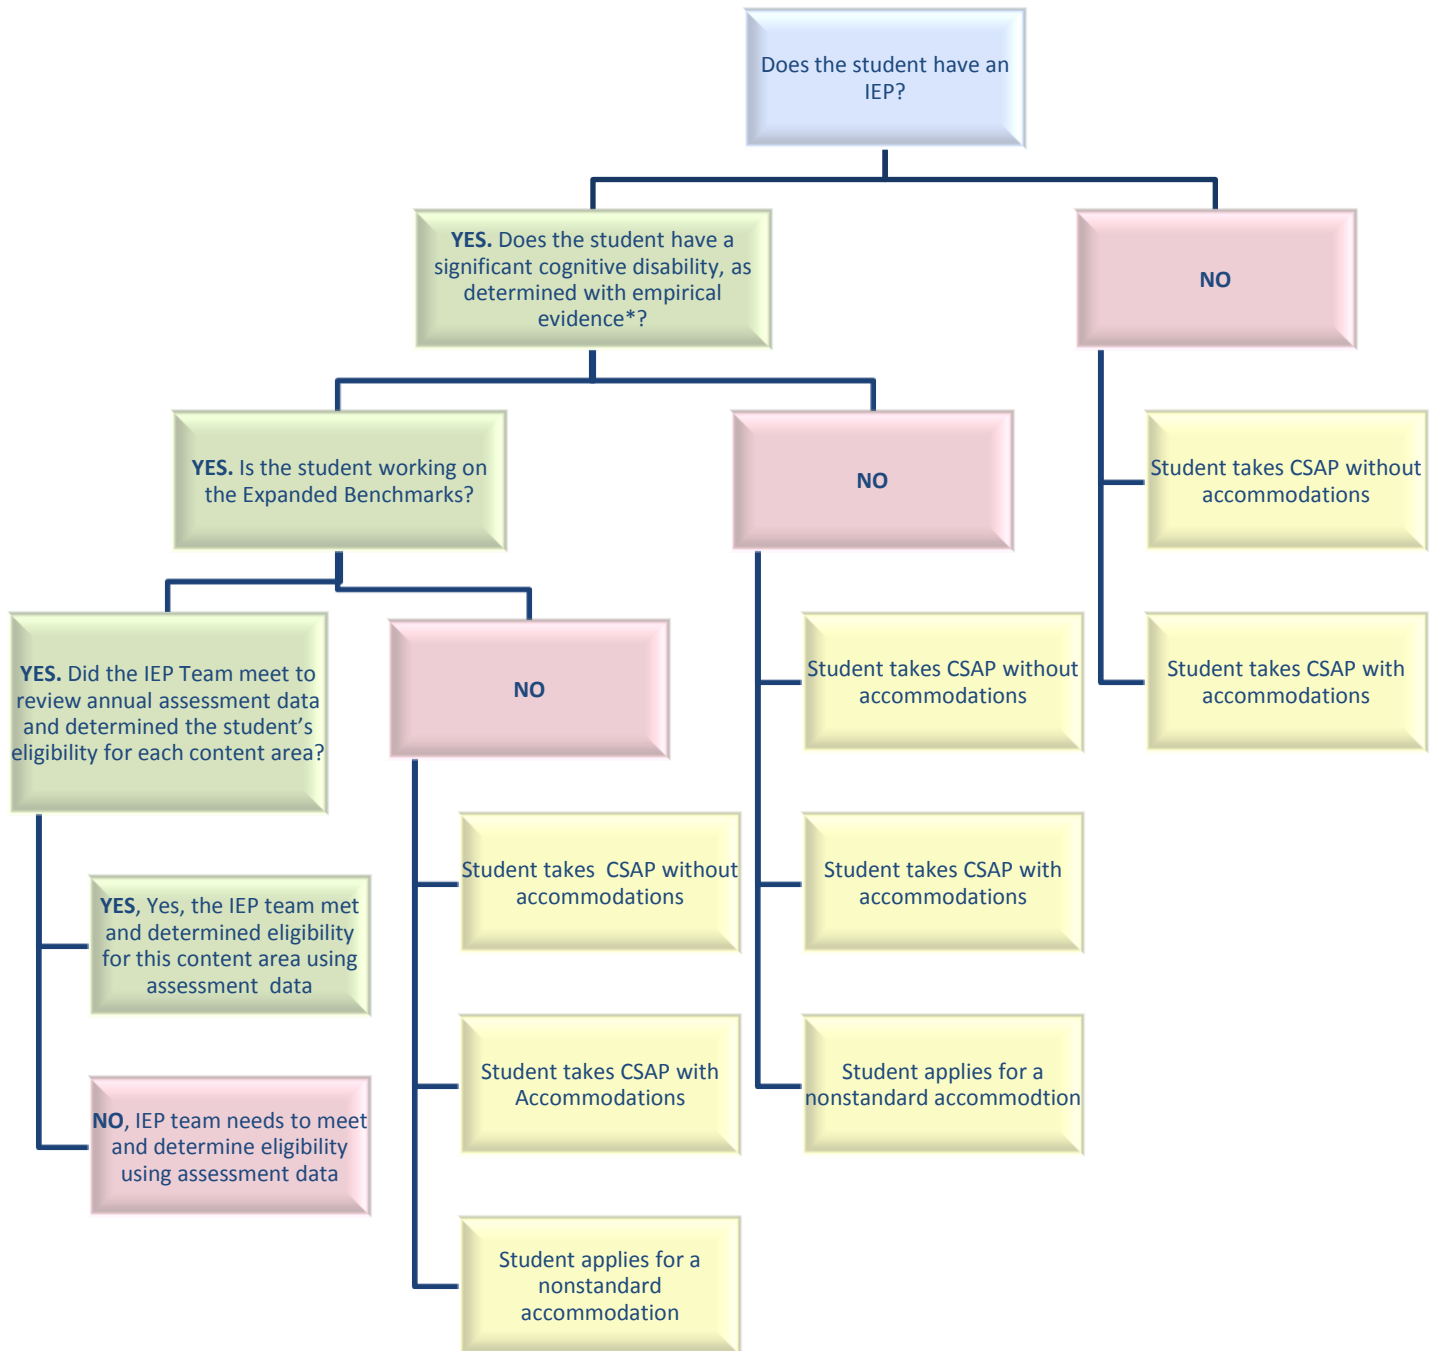 Does the student have an
IEP?
YES. Does the student have a
significant cognitive disability, as
determined with empirical
evidence*?
NO
YES. Is the student working on
the Expanded Benchmarks?
NO
Student takes CSAP without
accommodations
Student takes CSAP with
accommodations
YES. Did the IEP Team meet to
review annual assessment data
and determined the student’s
eligibility for each content area?
NO
Student takes CSAP without
accommodations
Student takes CSAP with
accommodations
Student applies for a
nonstandard accommodtion
YES, Yes, the IEP team met
and determined eligibility
for this content area using
assessment  data
NO, IEP team needs to meet
and determine eligibility
using assessment data
Student takes  CSAP without
accommodations
Student takes CSAP with
Accommodations
Student applies for a
nonstandard
accommodation